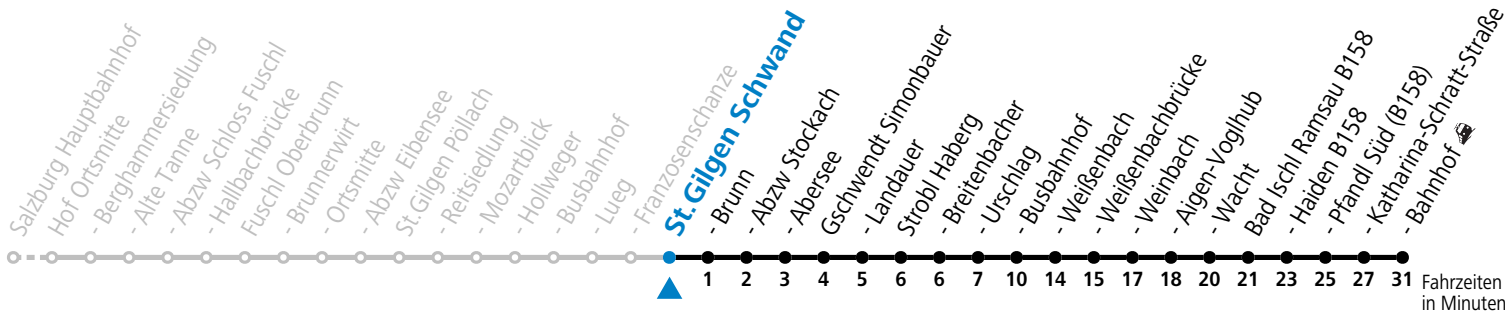 Salzburg Hauptbahnhof
Hof Ortsmitte
- Berghammersiedlung
- Alte Tanne
- Abzw Schloss Fuschl
- Hallbachbrücke
Fuschl Oberbrunn
- Brunnerwirt
- Ortsmitte
- Abzw Eibensee
St.Gilgen Pöllach
- Reitsiedlung
- Mozartblick
- Hollweger
- Busbahnhof
- Lueg
- Franzosenschanze
St.Gilgen Schwand
- Brunn
- Abzw Stockach
- Abersee
Gschwendt Simonbauer
- Landauer
Strobl Haberg
- Breitenbacher
- Urschlag
- Busbahnhof
- Weißenbach
- Weißenbachbrücke
- Weinbach
- Aigen-Voglhub
- Wacht
Bad Ischl Ramsau B158
- Haiden B158
- Pfandl Süd (B158)
- Katharina-Schratt-Straße
- Bahnhof
1 2 3 4 5 6 6 7 10 14 15 17 18 20 21 23 25 27 31 Fahrzeiten
in Minuten